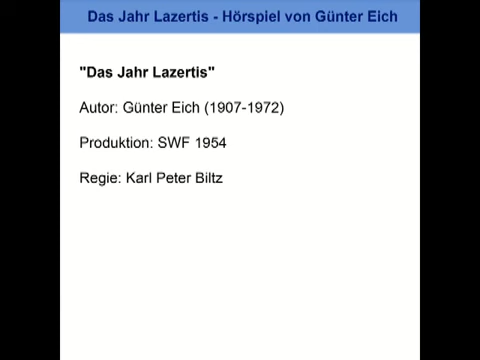 Das Jahr Lazertis - Hörspiel von Günter Eich
"Das Jahr Lazertis"
Autor: Günter Eich (1907-1972)
Produktion: SWF 1954
Regie: Karl Peter Biltz